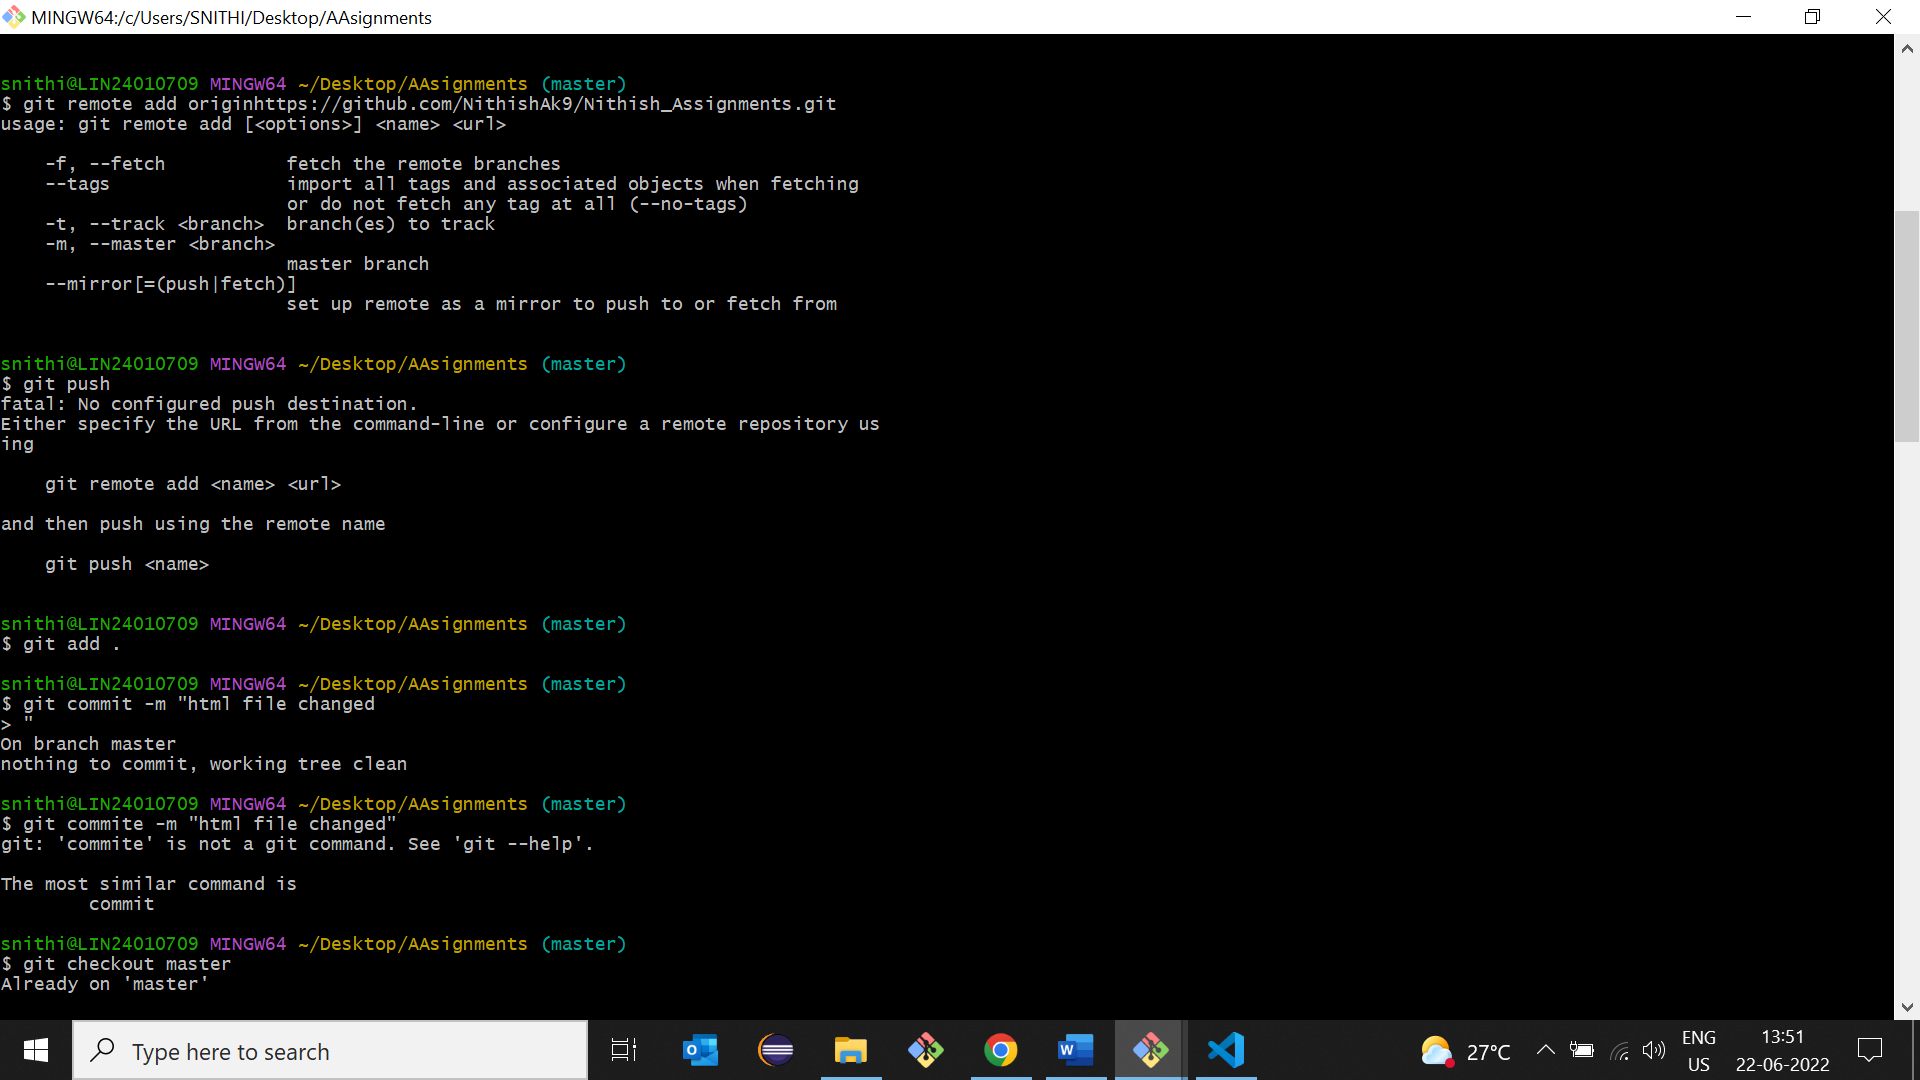 MINGW64:/c/Users/SNITHI/Desktop/AAsignments
snithi@LIN24010709 MINGW64 ~/Desktop/AAsignments (master)
$ git remote add originhttps://github.com/NithishAk9/Nithish_Assignments.git
usage: git remote add [<options>] <name> <url>
-f, --fetch fetch the remote branches
--tags import all tags and associated objects when fetching
or do not fetch any tag at all (--no-tags)
-t, --track <branch> branch(es) to track
-m, --master <branch>
master branch
--mirror[=(push|fetch)]
set up remote as a mirror to push to or fetch from
snithi@LIN24010709 MINGW64 ~/Desktop/AAsignments (master)
$ git push
fatal: No configured push destination.
Either specify the URL from the command-line or configure a remote repository us
ing
git remote add <name> <url>
and then push using the remote name
git push <name>
snithi@LIN24010709 MINGW64 ~/Desktop/AAsignments (master)
$ git add .
snithi@LIN24010709 MINGW64 ~/Desktop/AAsignments (master)
$ git commit -m "html file changed
> "
On branch master
nothing to commit, working tree clean
snithi@LIN24010709 MINGW64 ~/Desktop/AAsignments (master)
$ git commite -m "html file changed"
git: 'commite' is not a git command. See 'git --help'.
The most similar command is
commit
snithi@LIN24010709 MINGW64 ~/Desktop/AAsignments (master)
$ git checkout master
Already on 'master'
Type here to search
27°C
ENG
US
13:51
22-06-2022